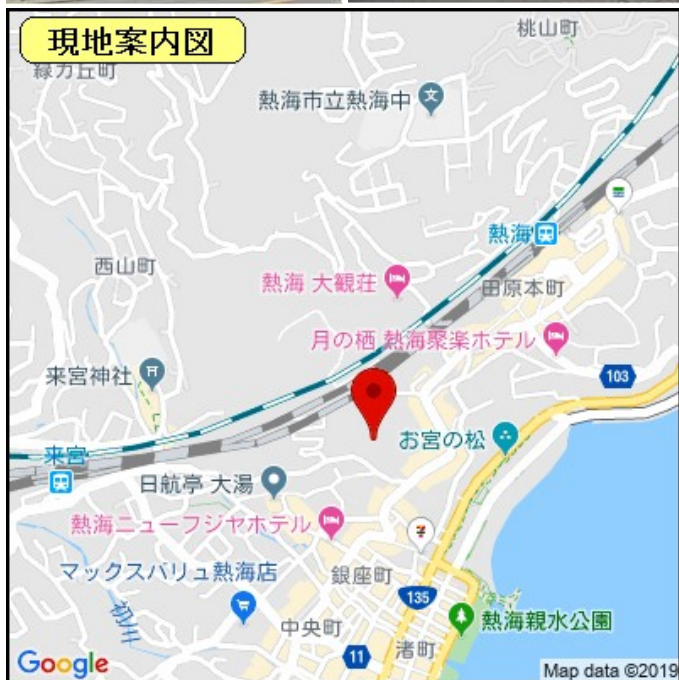 現地案内図
桃山町
緑ガ丘町
熱海市立熱海中
熱海
西山町
熱海 大観荘
田原本町
月の栖 熱海聚楽ホテル
来宮神社
103
お宮の松
来宮
日航亭 大湯
熱海ニューフジヤホテル
マックスバリュ熱海店
銀座町
135
初川
中央町
熱海親水公園
渚町
11
Google
Map data ©2019